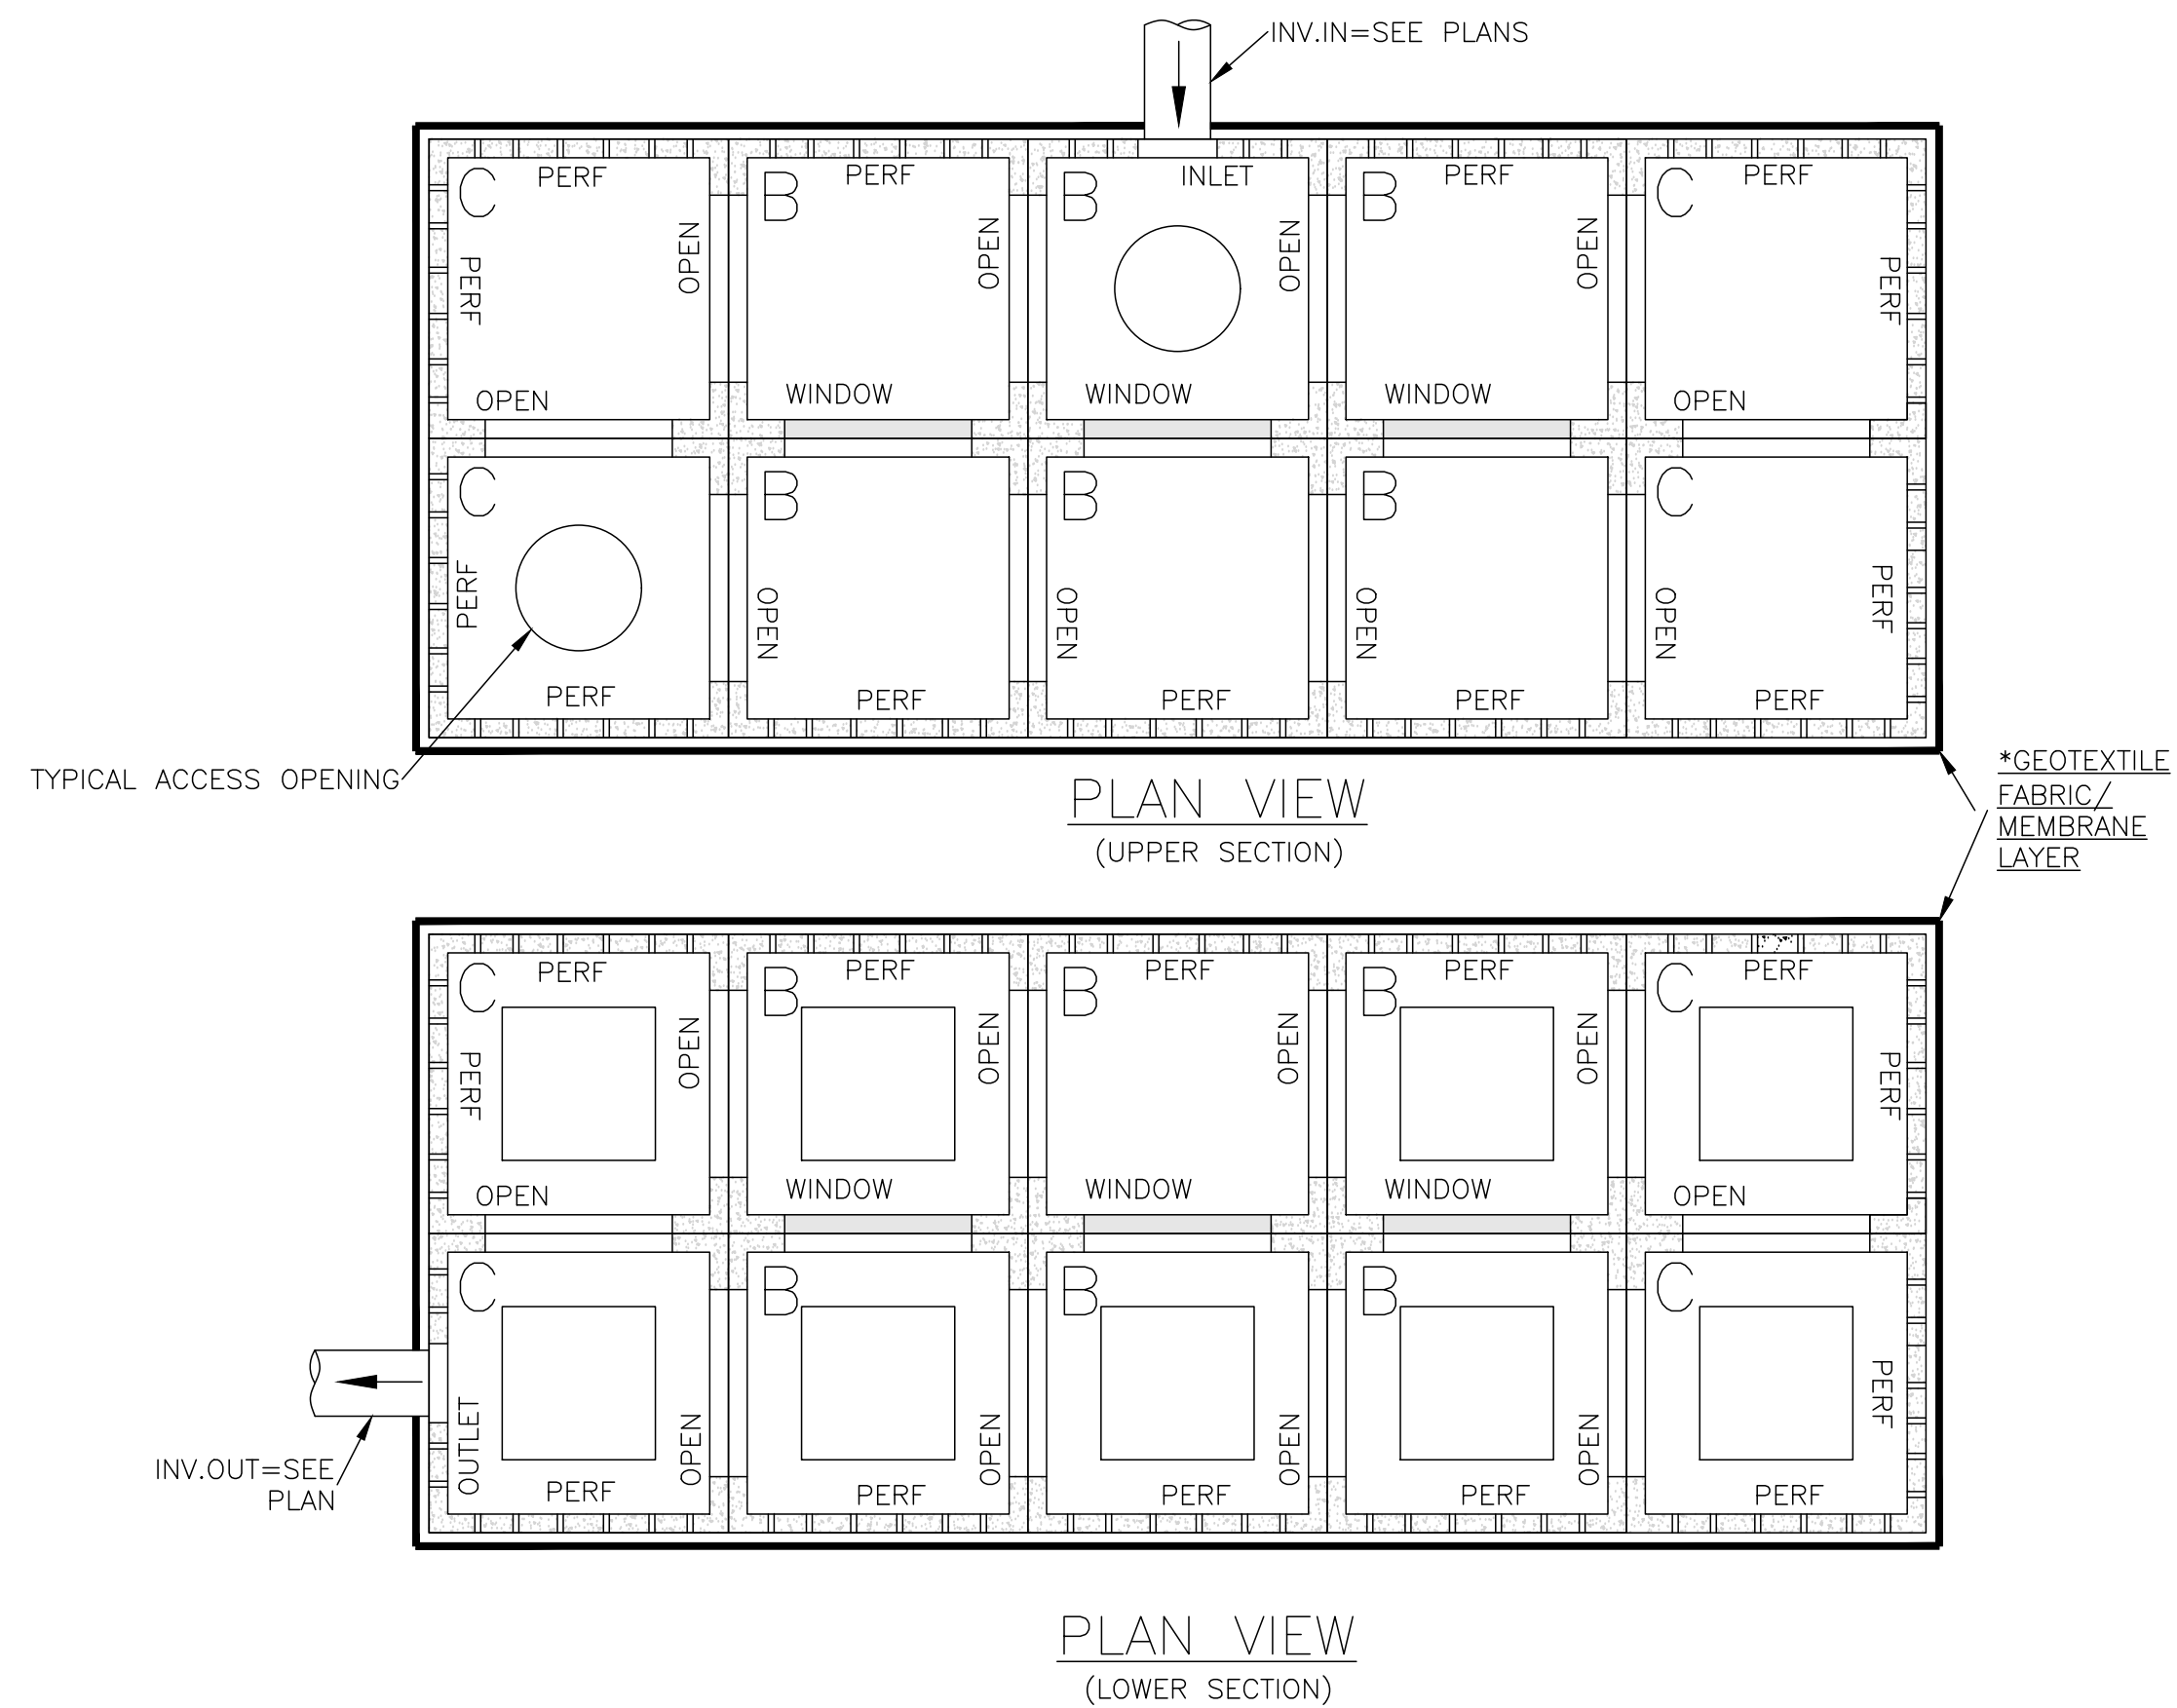 INV.IN=SEE PLANS
C PERF B PERF B INLET B PERF C PERF
PERF OPEN OPEN OPEN OPEN PERF
OPEN WINDOW WINDOW WINDOW OPEN
C B B B C
PERF OPEN OPEN OPEN OPEN PERF
PERF PERF PERF PERF PERF
TYPICAL ACCESS OPENING
PLAN VIEW
(UPPER SECTION)
*GEOTEXTILE
FABRIC/
MEMBRANE
LAYER
C PERF B PERF B PERF B PERF C PERF
PERF OPEN OPEN OPEN OPEN PERF
OPEN WINDOW WINDOW WINDOW OPEN
C B B B C
OUTLET OPEN OPEN OPEN OPEN PERF
PERF PERF PERF PERF PERF
INV.OUT=SEE
PLAN
PLAN VIEW
(LOWER SECTION)